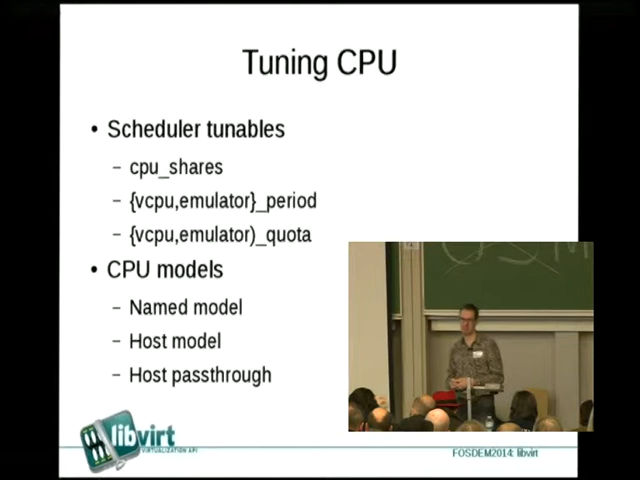 Tuning CPU
• Scheduler tunables
– cpu_shares
– {vcpu,emulator}_period
– {vcpu,emulator)_quota
• CPU models
– Named model
– Host model
– Host passthrough
libvirt
VIRTUALIZATION API
FOSDEM2014: libvirt